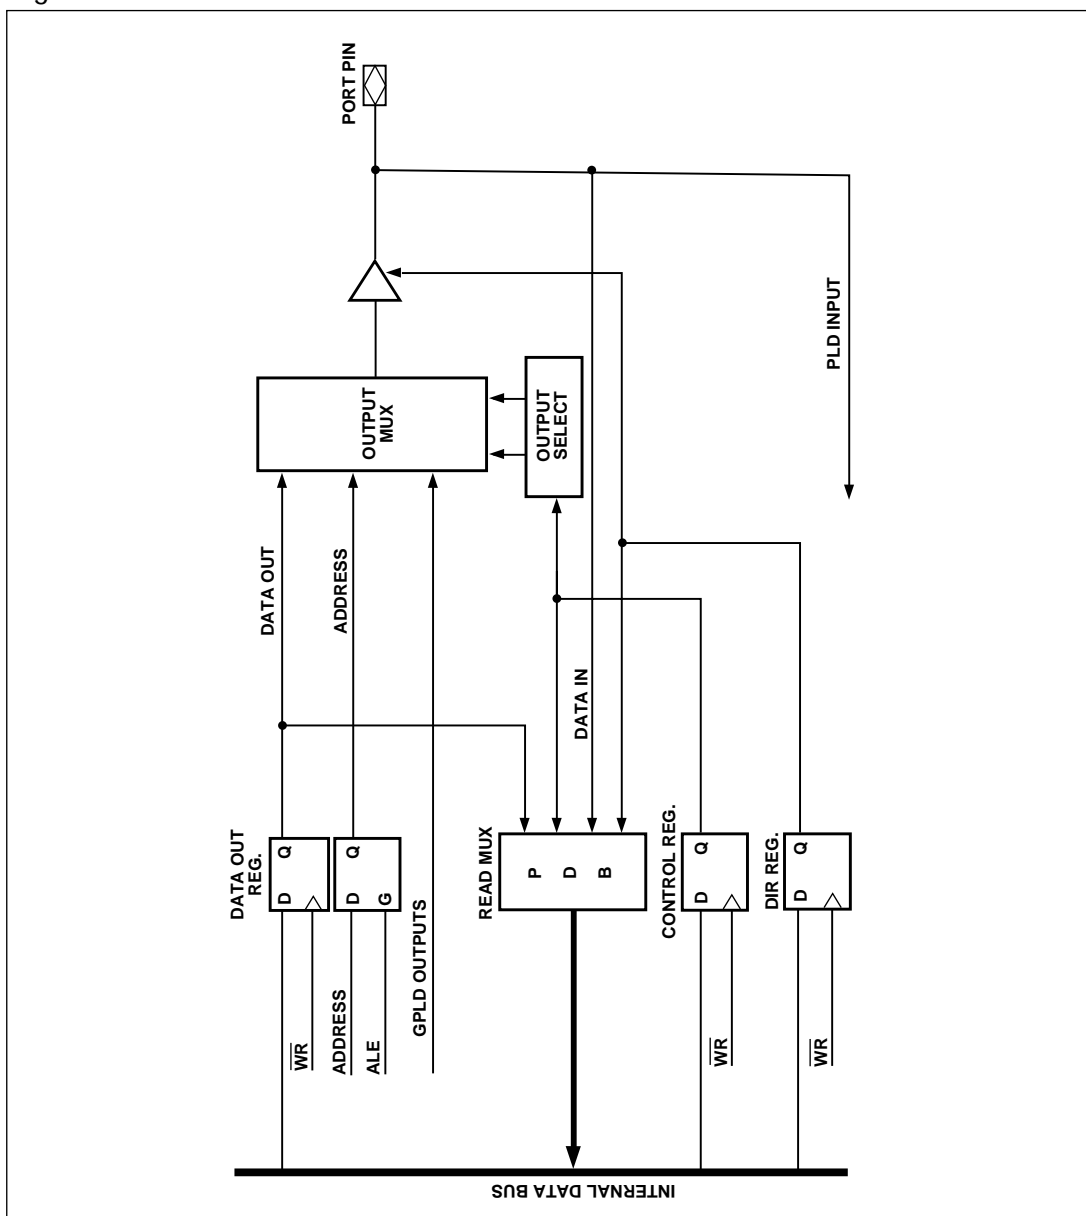 PORT PIN
PLD INPUT
OUTPUT
MUX
OUTPUT
SELECT
DATA OUT
ADDRESS
DATA IN
DATA OUT
REG.
D
Q
D
Q
G
READ MUX
P
D
B
CONTROL REG.
D
Q
DIR REG.
D
Q
WR
ADDRESS
ALE
GPLD OUTPUTS
WR
WR
INTERNAL DATA BUS